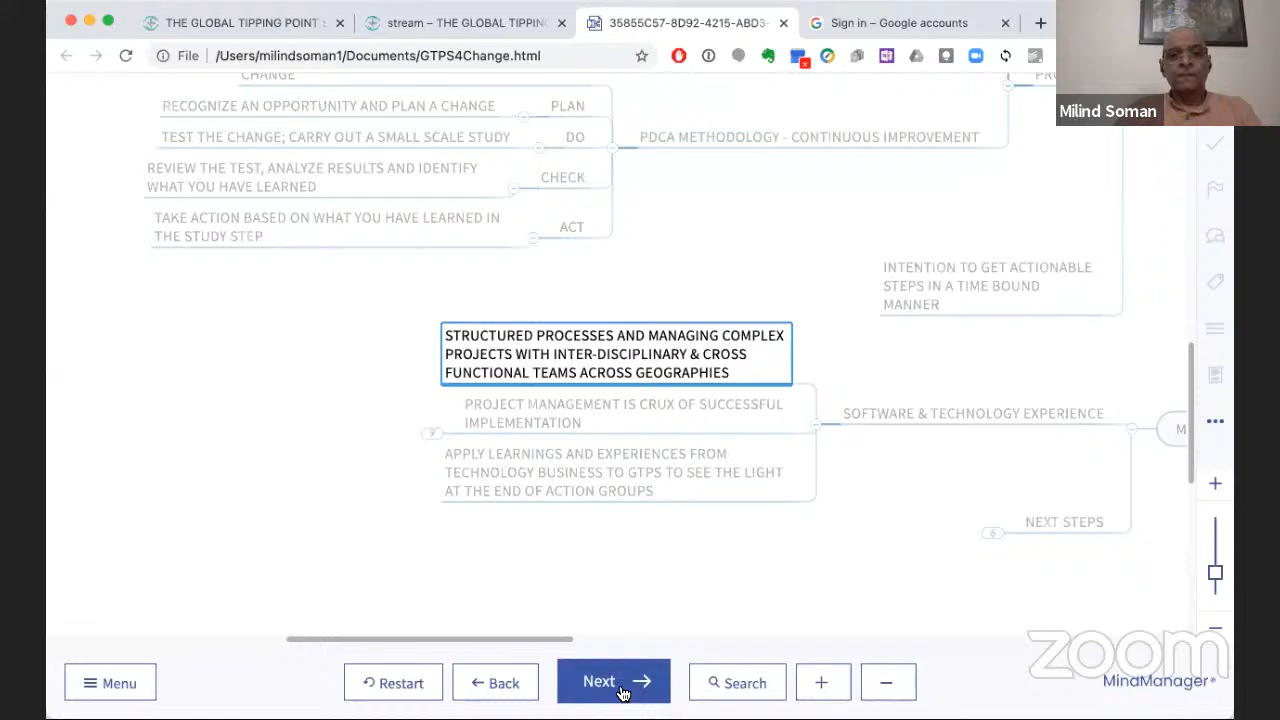 THE GLOBAL TIPPING POINT :
stream – THE GLOBAL TIPPIN
35855C57-8D92-4215-ABD3-
Sign in – Google accounts
File
/Users/milindsoman1/Documents/GTPS4Change.html
Milind Soman
CHANGE
RECOGNIZE AN OPPORTUNITY AND PLAN A CHANGE
PLAN
TEST THE CHANGE; CARRY OUT A SMALL SCALE STUDY
DO
PDCA METHODOLOGY - CONTINUOUS IMPROVEMENT
REVIEW THE TEST, ANALYZE RESULTS AND IDENTIFY
WHAT YOU HAVE LEARNED
CHECK
TAKE ACTION BASED ON WHAT YOU HAVE LEARNED IN
THE STUDY STEP
ACT
INTENTION TO GET ACTIONABLE
STEPS IN A TIME BOUND
MANNER
STRUCTURED PROCESSES AND MANAGING COMPLEX
PROJECTS WITH INTER-DISCIPLINARY & CROSS
FUNCTIONAL TEAMS ACROSS GEOGRAPHIES
PROJECT MANAGEMENT IS CRUX OF SUCCESSFUL
IMPLEMENTATION
APPLY LEARNINGS AND EXPERIENCES FROM
TECHNOLOGY BUSINESS TO GTPS TO SEE THE LIGHT
AT THE END OF ACTION GROUPS
SOFTWARE & TECHNOLOGY EXPERIENCE
M
NEXT STEPS
zoom
MindManager
Menu
Restart
Back
Next
Search